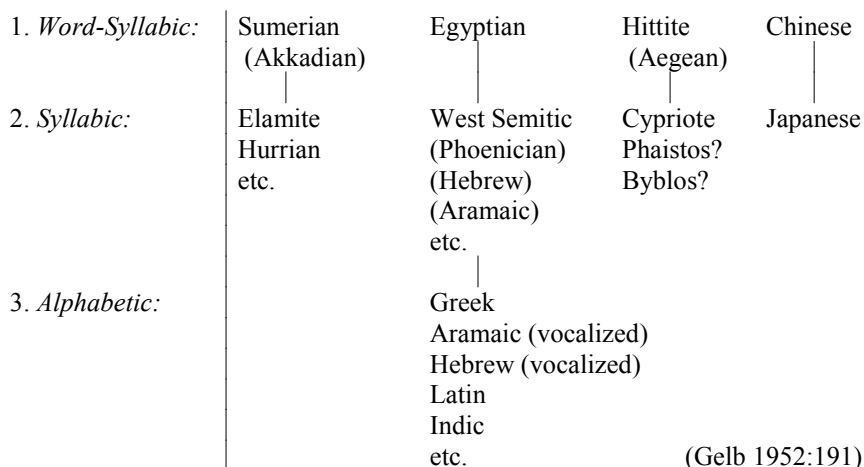 1. Word-Syllabic: Sumerian Egyptian Hittite Chinese
(Akkadian) (Aegean)
2. Syllabic: Elamite West Semitic Cypriote Japanese
Hurrian (Phoenician) Phaistos?
etc. (Hebrew) Byblos?
(Aramaic)
etc.
3. Alphabetic: Greek
Aramaic (vocalized)
Hebrew (vocalized)
Latin
Indic
etc. (Gelb 1952:191)